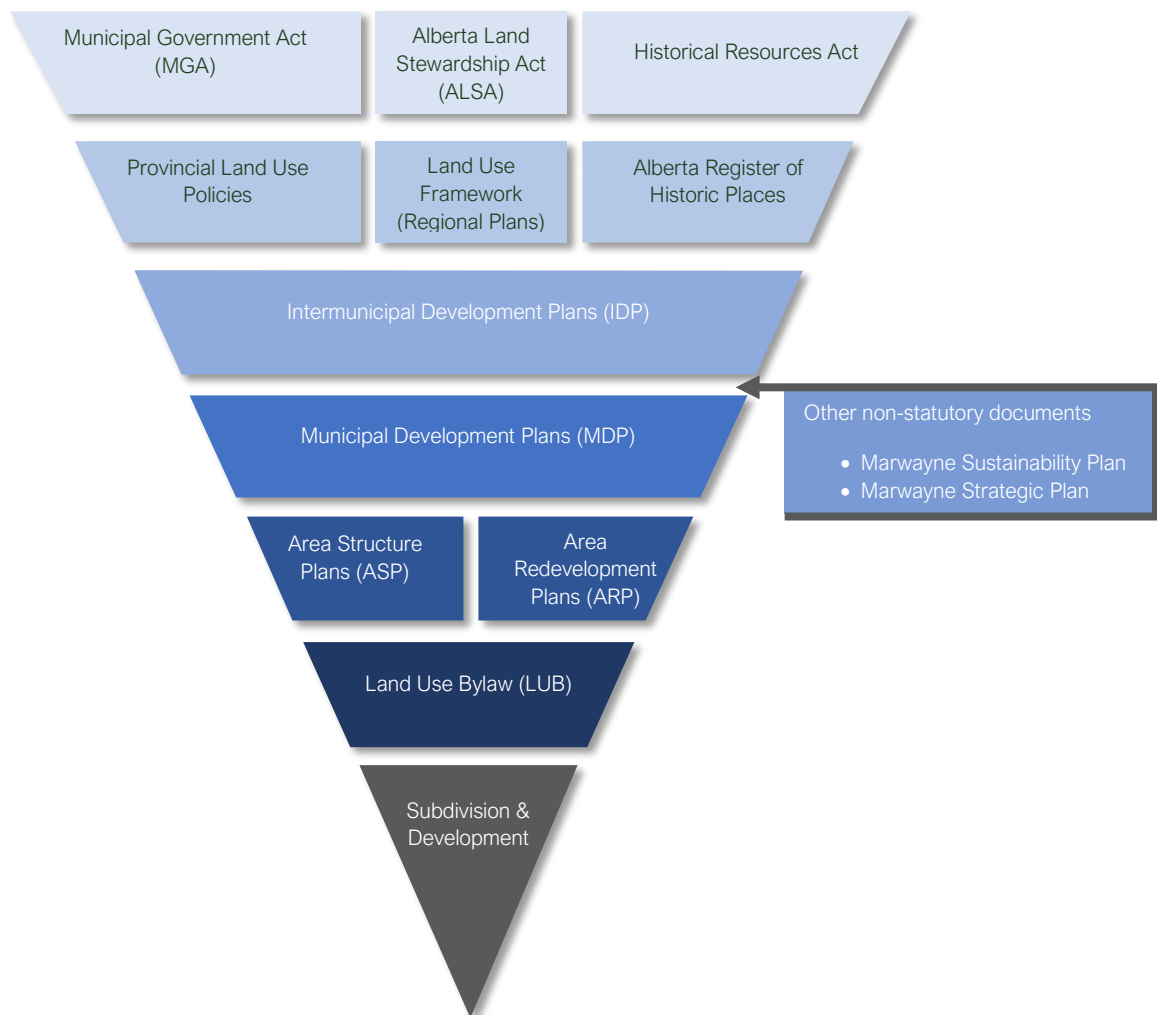 Municipal Government Act
(MGA)
Alberta Land
Stewardship Act
(ALSA)
Historical Resources Act
Provincial Land Use
Policies
Land Use
Framework
(Regional Plans)
Alberta Register of
Historic Places
Intermunicipal Development Plans (IDP)
Other non-statutory documents
• Marwayne Sustainability Plan
• Marwayne Strategic Plan
Municipal Development Plans (MDP)
Area Structure
Plans (ASP)
Area
Redevelopment
Plans (ARP)
Land Use Bylaw (LUB)
Subdivision &
Development